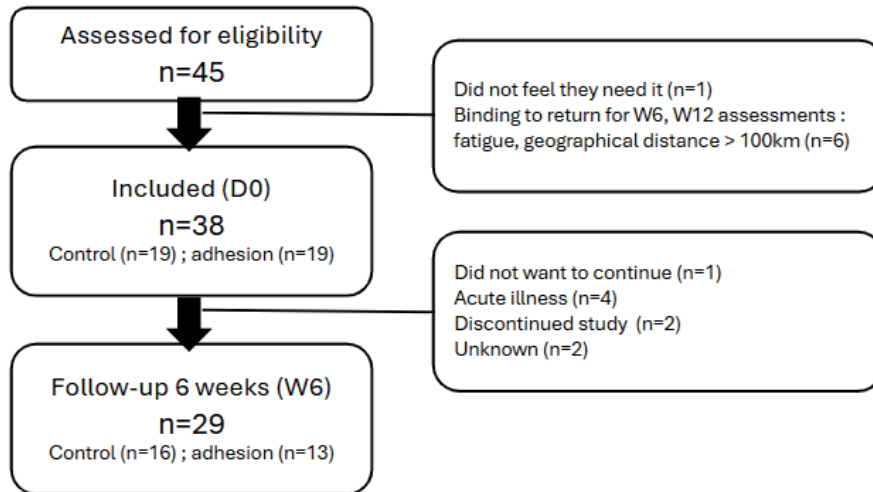 Assessed for eligibility
n=45
Did not feel they need it (n=1)
Binding to return for W6, W12 assessments :
fatigue, geographical distance > 100km (n=6)
Included (D0)
n=38
Control (n=19) ; adhesion (n=19)
Did not want to continue (n=1)
Acute illness (n=4)
Discontinued study (n=2)
Unknown (n=2)
Follow-up 6 weeks (W6)
n=29
Control (n=16) ; adhesion (n=13)